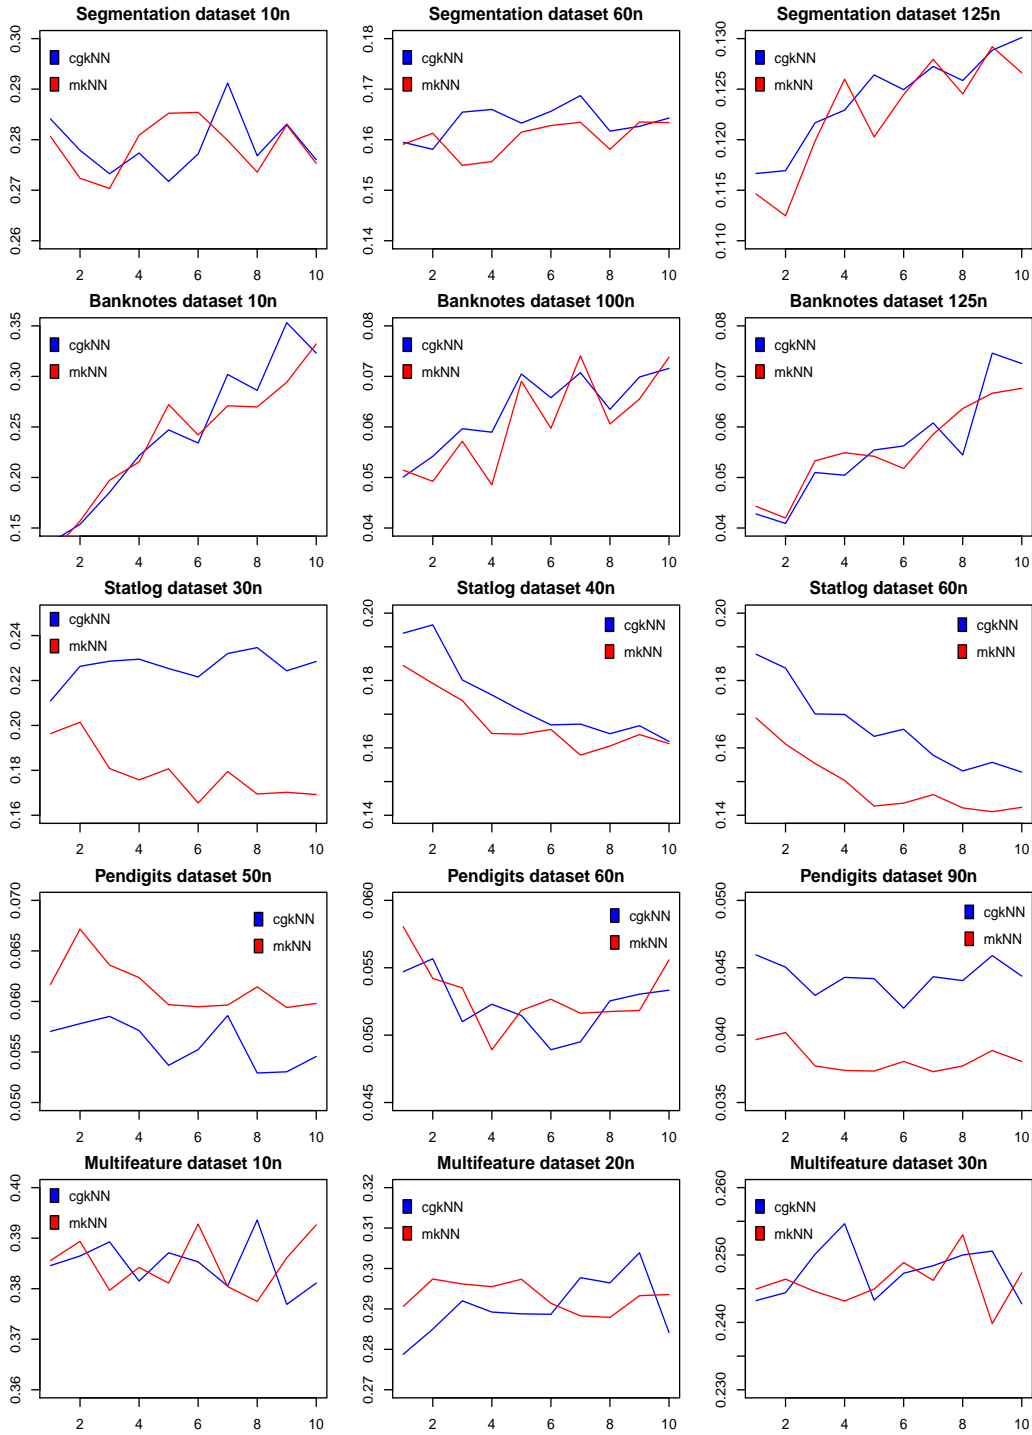 Segmentation dataset 10n
0.26 0.27 0.28 0.29 0.30
cgkNN
mkNN
2 4 6 8 10
Segmentation dataset 60n
0.14 0.15 0.16 0.17 0.18
cgkNN
mkNN
2 4 6 8 10
Segmentation dataset 125n
0.110 0.115 0.120 0.125 0.130
cgkNN
mkNN
2 4 6 8 10
Banknotes dataset 10n
0.15 0.20 0.25 0.30 0.35
cgkNN
mkNN
2 4 6 8 10
Banknotes dataset 100n
0.04 0.05 0.06 0.07 0.08
cgkNN
mkNN
2 4 6 8 10
Banknotes dataset 125n
0.04 0.05 0.06 0.07 0.08
cgkNN
mkNN
2 4 6 8 10
Statlog dataset 30n
0.16 0.18 0.20 0.22 0.24
cgkNN
mkNN
2 4 6 8 10
Statlog dataset 40n
0.14 0.16 0.18 0.20
cgkNN
mkNN
2 4 6 8 10
Statlog dataset 60n
0.14 0.16 0.18 0.20
cgkNN
mkNN
2 4 6 8 10
Pendigits dataset 50n
0.050 0.055 0.060 0.065 0.070
cgkNN
mkNN
2 4 6 8 10
Pendigits dataset 60n
0.045 0.050 0.055 0.060
cgkNN
mkNN
2 4 6 8 10
Pendigits dataset 90n
0.035 0.040 0.045 0.050
cgkNN
mkNN
2 4 6 8 10
Multifeature dataset 10n
0.36 0.37 0.38 0.39 0.40
cgkNN
mkNN
2 4 6 8 10
Multifeature dataset 20n
0.27 0.28 0.29 0.30 0.31 0.32
cgkNN
mkNN
2 4 6 8 10
Multifeature dataset 30n
0.230 0.240 0.250 0.260
cgkNN
mkNN
2 4 6 8 10